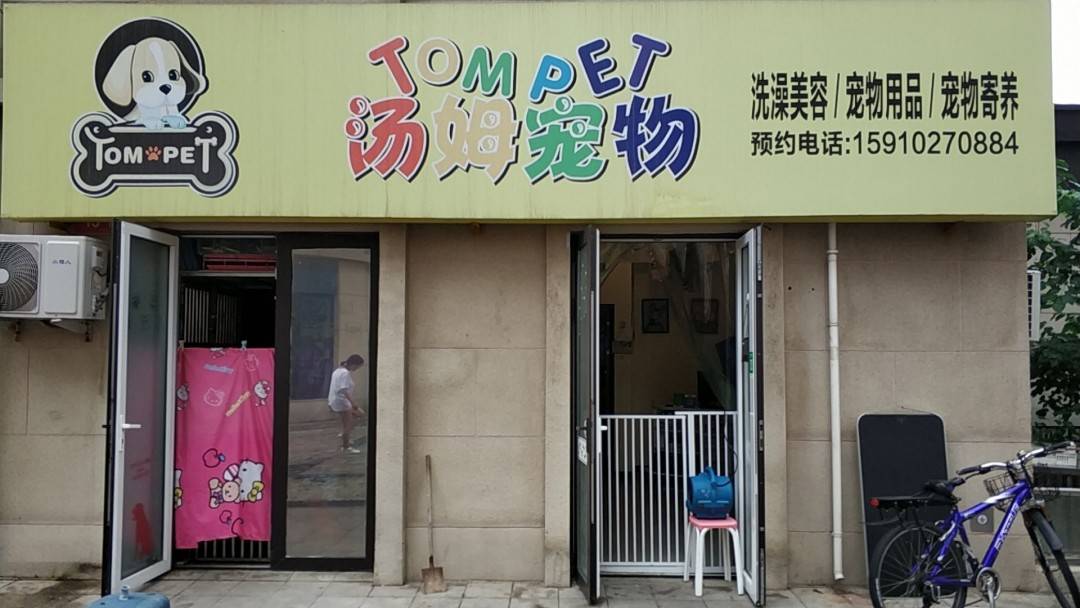 TOM PET
TOM PET
汤姆宠物
洗澡美容 / 宠物用品 / 宠物寄养
预约电话:15910270884